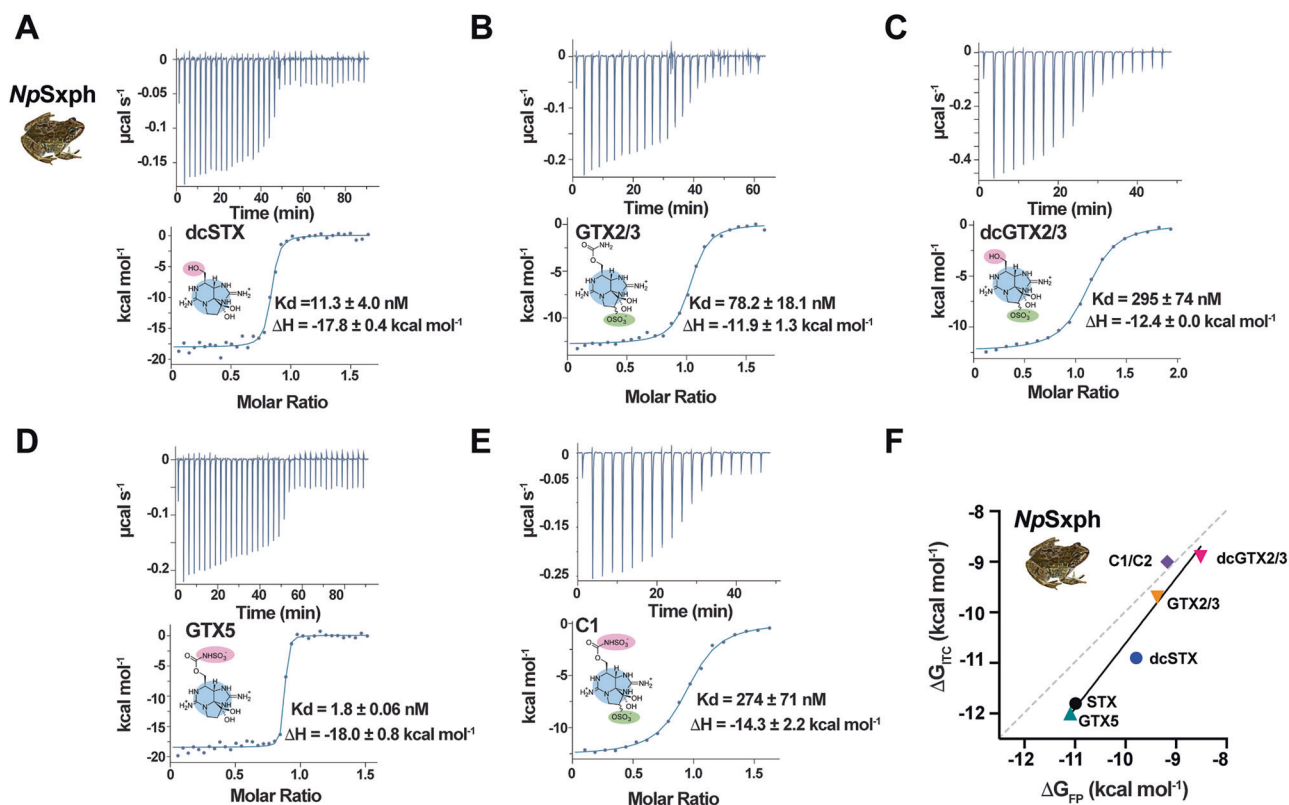 A
NpSxph
0
-0.05
-0.1
-0.15
µcal s⁻¹
0 20 40 60 80
Time (min)
dcSTX
0
-5
-10
-15
-20
kcal mol⁻¹
HO
Kd =11.3 ± 4.0 nM
ΔH = -17.8 ± 0.4 kcal mol⁻¹
0 0.5 1.0 1.5
Molar Ratio
B
0
-0.1
-0.2
µcal s⁻¹
0 20 40 60
Time (min)
GTX2/3
0
-5
-10
kcal mol⁻¹
OSO₃⁻
Kd = 78.2 ± 18.1 nM
ΔH = -11.9 ± 1.3 kcal mol⁻¹
0 0.5 1.0 1.5
Molar Ratio
C
0
-0.2
-0.4
µcal s⁻¹
0 20 40
Time (min)
dcGTX2/3
0
-5
-10
kcal mol⁻¹
HO
OSO₃⁻
Kd = 295 ± 74 nM
ΔH = -12.4 ± 0.0 kcal mol⁻¹
0 0.5 1.0 1.5 2.0
Molar Ratio
D
0
-0.1
-0.2
µcal s⁻¹
0 20 40 60 80
Time (min)
GTX5
0
-5
-10
-15
-20
kcal mol⁻¹
NHSO₃⁻
Kd = 1.8 ± 0.06 nM
ΔH = -18.0 ± 0.8 kcal mol⁻¹
0 0.5 1.0 1.5
Molar Ratio
E
-0.05
-0.15
-0.25
µcal s⁻¹
0 20 40
Time (min)
C1
0
-5
-10
kcal mol⁻¹
NHSO₃⁻
OSO₃⁻
Kd = 274 ± 71 nM
ΔH = -14.3 ± 2.2 kcal mol⁻¹
0 0.5 1.0 1.5
Molar Ratio
F
NpSxph
-8
-9
-10
-11
-12
ΔG_ITC (kcal mol⁻¹)
C1/C2
dcGTX2/3
GTX2/3
dcSTX
STX
GTX5
-12 -11 -10 -9 -8
ΔG_FP (kcal mol⁻¹)